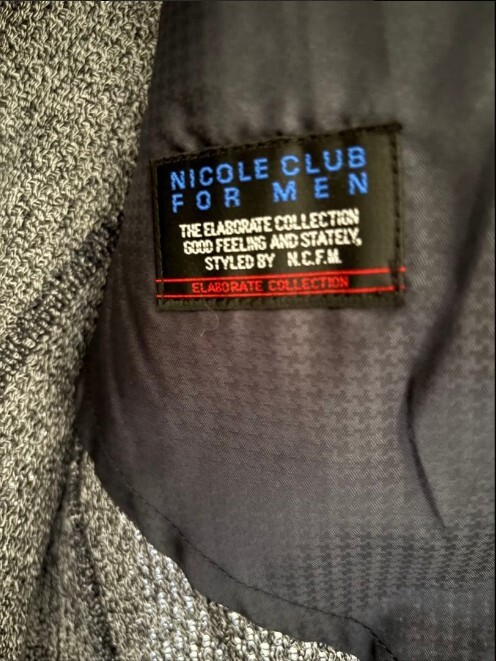 NICOLE CLUB
FOR MEN
THE ELABORATE COLLECTION
GOOD FEELING AND STATELY,
STYLED BY N.C.F.M.
ELABORATE COLLECTION